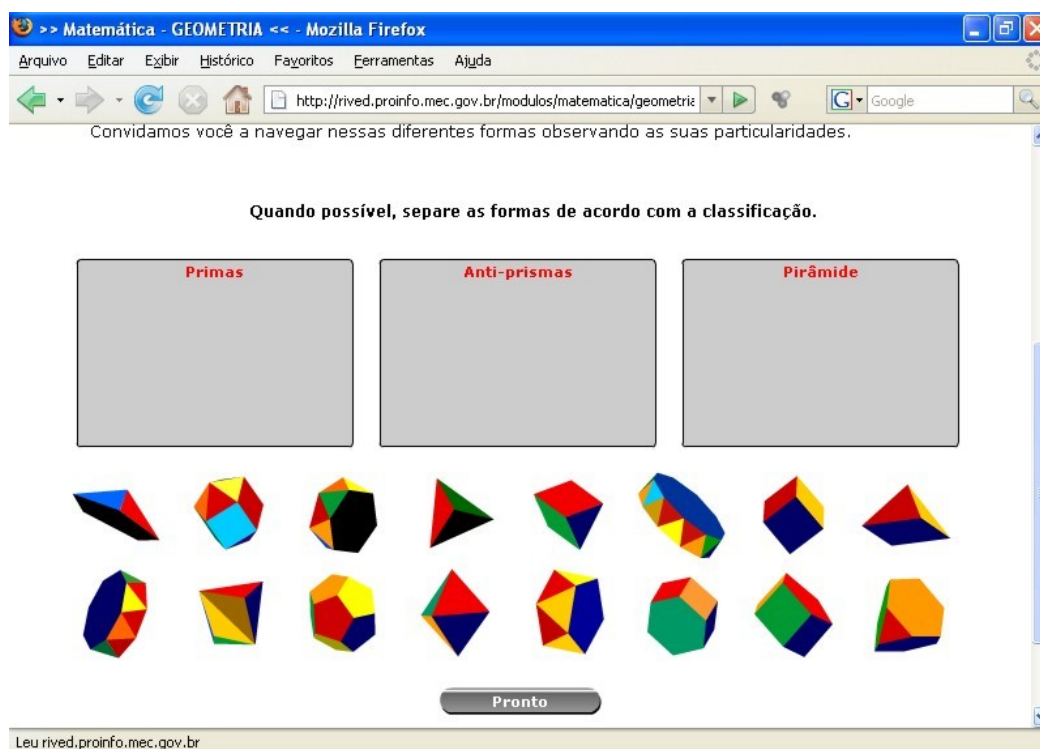 >> Matemática - GEOMETRIA << - Mozilla Firefox
Arquivo Editar Exibir Histórico Favoritos Ferramentas Ajuda
http://rived.proinfo.mec.gov.br/modulos/matematica/geometria G Google
Convidamos você a navegar nessas diferentes formas observando as suas particularidades.
Quando possível, separe as formas de acordo com a classificação.
Primas Anti-prismas Pirâmide
Pronto
Leu rived.proinfo.mec.gov.br